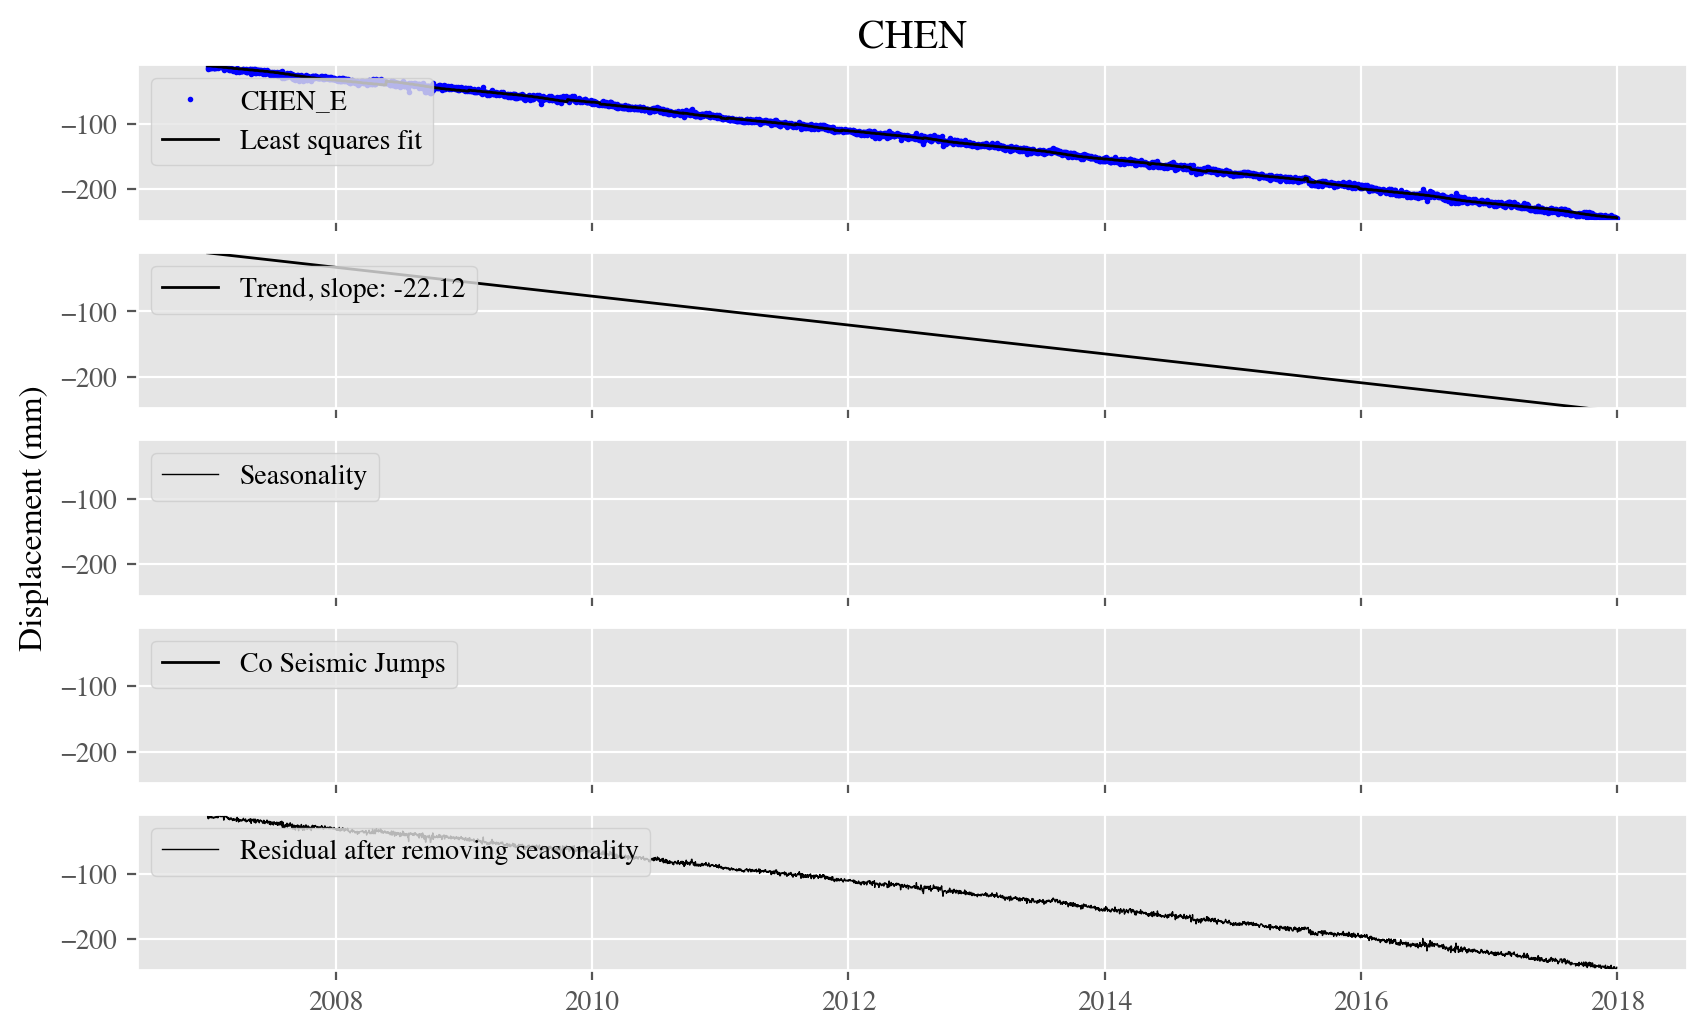 CHEN
CHEN_E
Least squares fit
−100
−200
Trend, slope: -22.12
−100
−200
Displacement (mm)
Seasonality
−100
−200
Co Seismic Jumps
−100
−200
Residual after removing seasonality
−100
−200
2008 2010 2012 2014 2016 2018